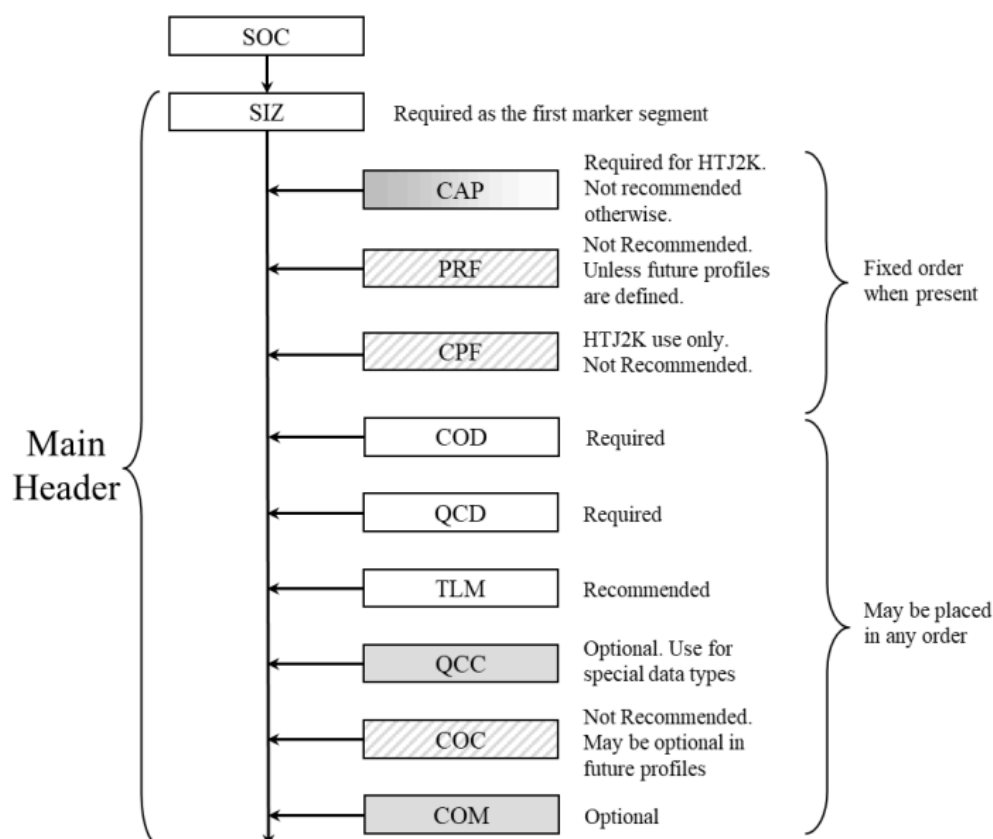 SOC
SIZ
Required as the first marker segment
CAP
Required for HTJ2K.
Not recommended
otherwise.
PRF
Not Recommended.
Unless future profiles
are defined.
CPF
HTJ2K use only.
Not Recommended.
Fixed order
when present
Main
Header
COD
Required
QCD
Required
TLM
Recommended
QCC
Optional. Use for
special data types
COC
Not Recommended.
May be optional in
future profiles
COM
Optional
May be placed
in any order